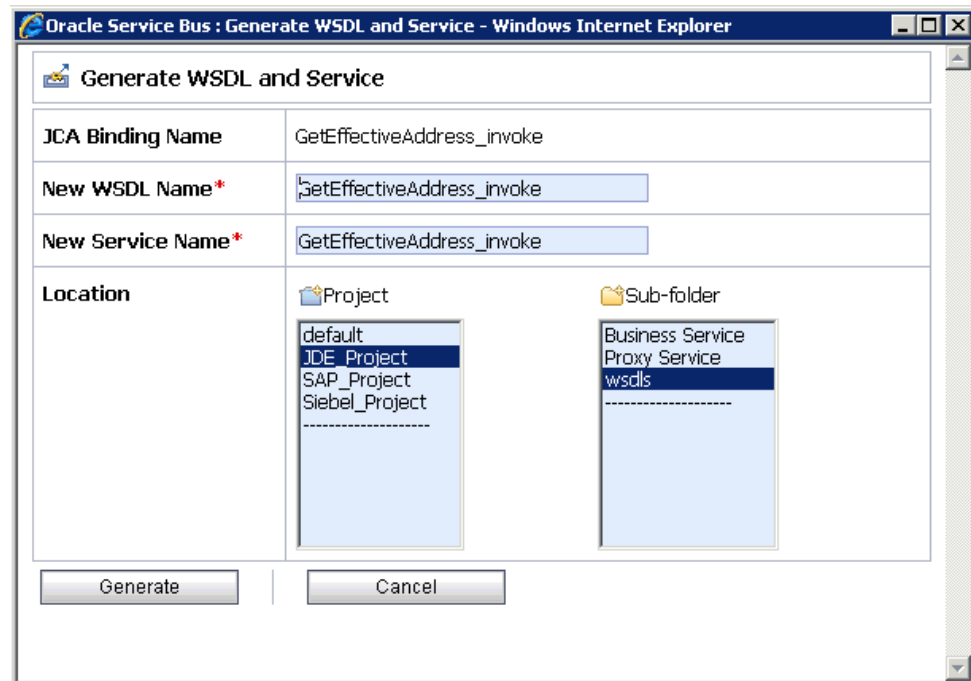 Oracle Service Bus : Generate WSDL and Service - Windows Internet Explorer
Generate WSDL and Service
JCA Binding Name GetEffectiveAddress_invoke
New WSDL Name* GetEffectiveAddress_invoke
New Service Name* GetEffectiveAddress_invoke
Location Project Sub-folder
default Business Service
JDE_Project Proxy Service
SAP_Project wsdls
Siebel_Project --------------------
--------------------
Generate Cancel